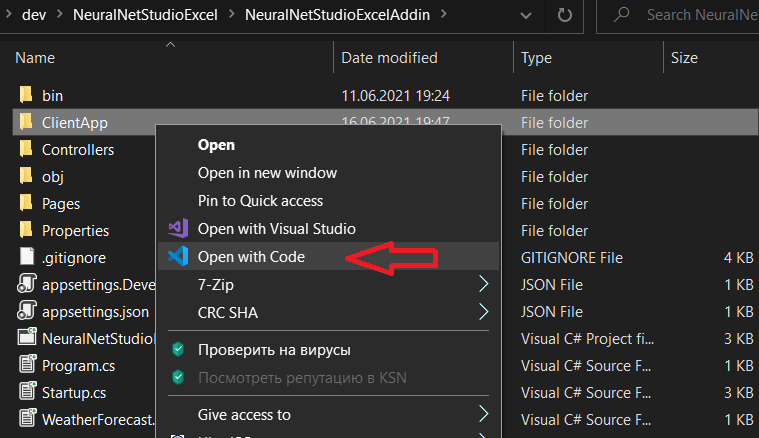 dev > NeuralNetStudioExcel > NeuralNetStudioExcelAddin > Search NeuralNe
Name Date modified Type Size
bin 11.06.2021 19:24 File folder
ClientApp 16.06.2021 19:47 File folder
Controllers File folder
obj File folder
Pages File folder
Properties File folder
.gitignore GITIGNORE File 4 KB
appsettings.Deve JSON File 1 KB
appsettings.json JSON File 1 KB
NeuralNetStudioE Visual C# Project fi... 3 KB
Program.cs Visual C# Source F... 1 KB
Startup.cs Visual C# Source F... 3 KB
WeatherForecast. Visual C# Source F... 1 KB
Open
Open in new window
Pin to Quick access
Open with Visual Studio
Open with Code
7-Zip
CRC SHA
Проверить на вирусы
Посмотреть репутацию в KSN
Give access to